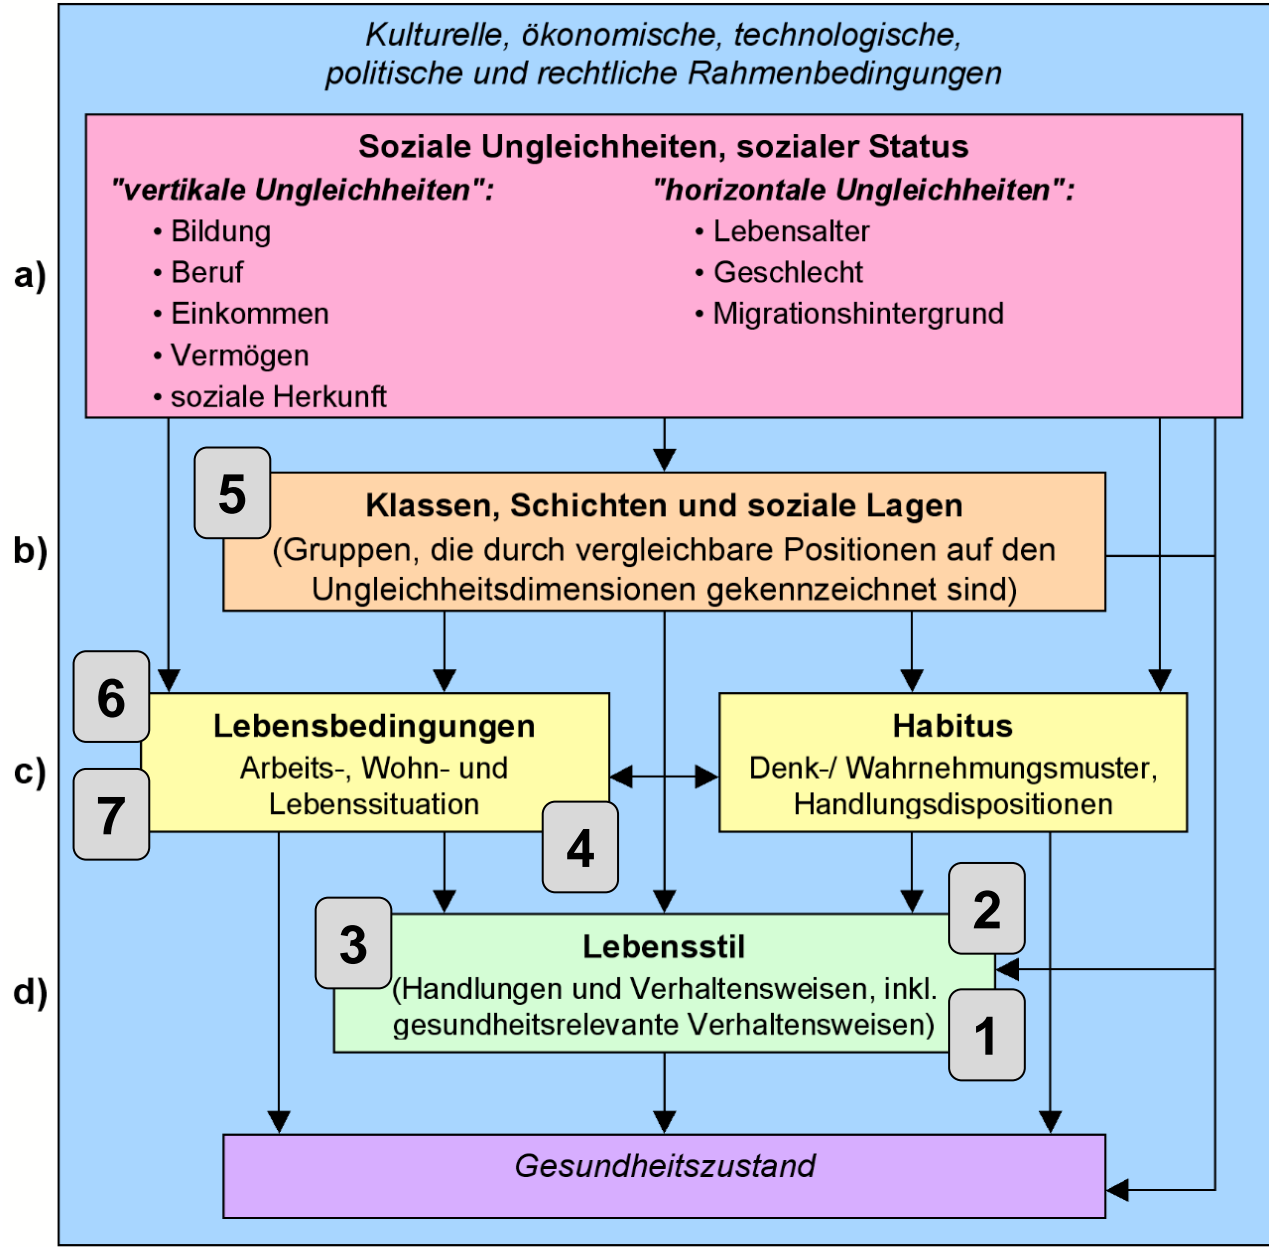 Kulturelle, ökonomische, technologische,
politische und rechtliche Rahmenbedingungen
Soziale Ungleichheiten, sozialer Status
"vertikale Ungleichheiten":
• Bildung
• Beruf
• Einkommen
• Vermögen
• soziale Herkunft
"horizontale Ungleichheiten":
• Lebensalter
• Geschlecht
• Migrationshintergrund
a)
5
Klassen, Schichten und soziale Lagen
(Gruppen, die durch vergleichbare Positionen auf den
Ungleichheitsdimensionen gekennzeichnet sind)
b)
6
Lebensbedingungen
Arbeits-, Wohn- und
Lebenssituation
7
4
Habitus
Denk-/ Wahrnehmungsmuster,
Handlungsdispositionen
c)
3
2
Lebensstil
(Handlungen und Verhaltensweisen, inkl.
gesundheitsrelevante Verhaltensweisen)
1
d)
Gesundheitszustand